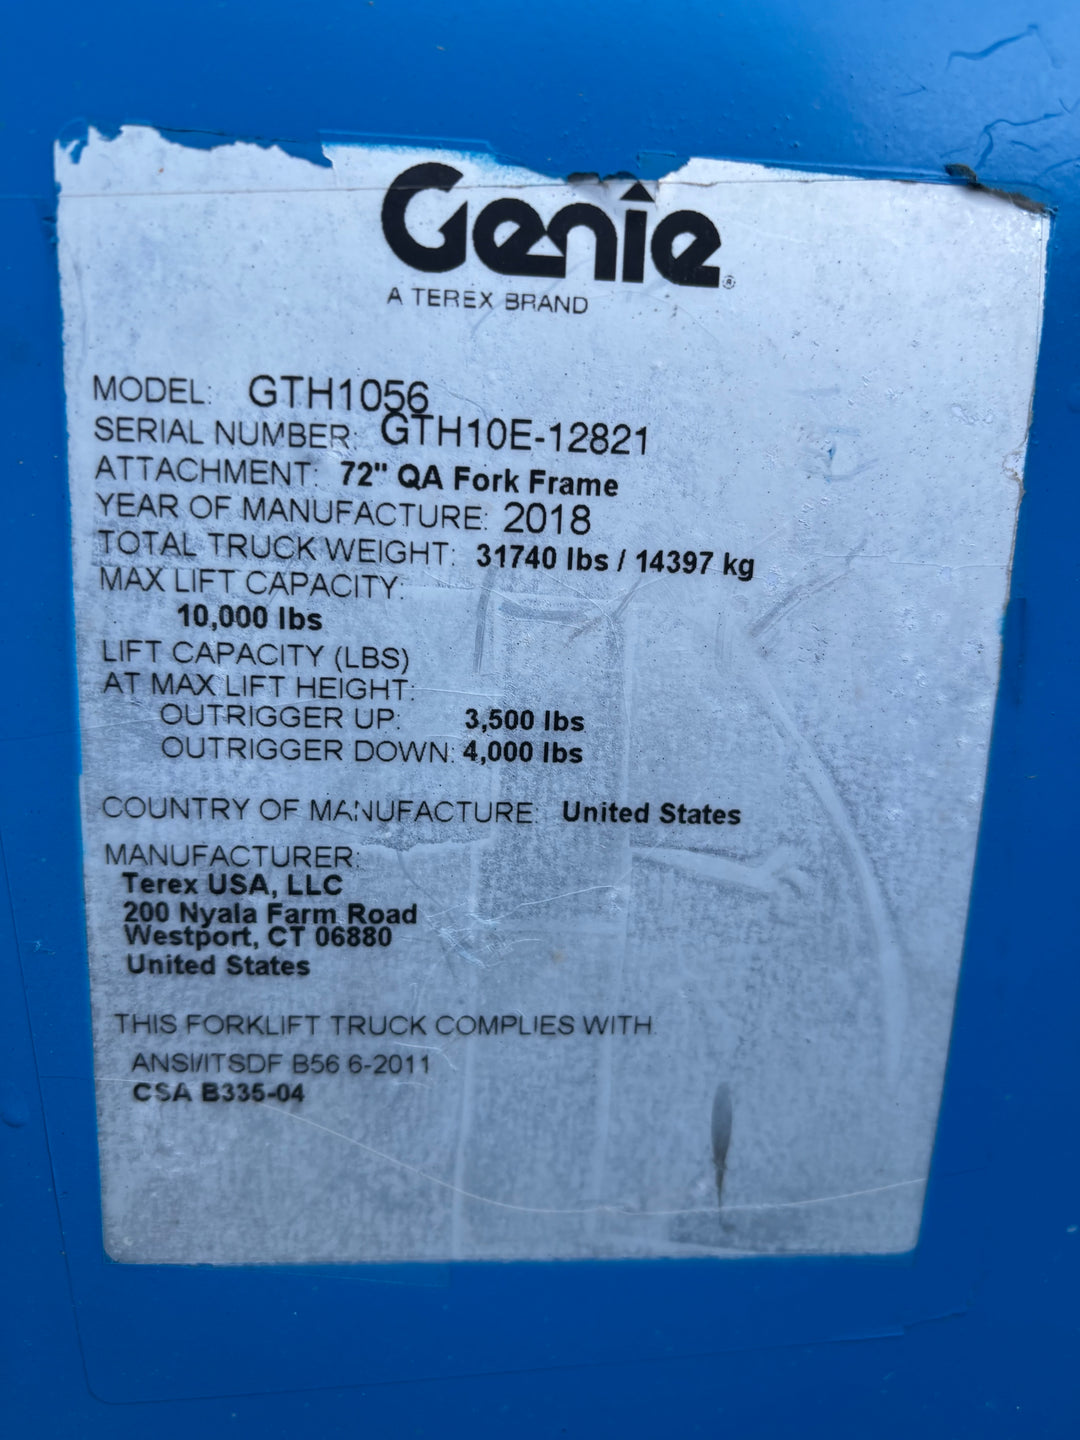 Genie®
A TEREX BRAND
MODEL: GTH1056
SERIAL NUMBER: GTH10E-12821
ATTACHMENT: 72" QA Fork Frame
YEAR OF MANUFACTURE: 2018
TOTAL TRUCK WEIGHT: 31740 lbs / 14397 kg
MAX LIFT CAPACITY:
10,000 lbs
LIFT CAPACITY (LBS)
AT MAX LIFT HEIGHT:
OUTRIGGER UP: 3,500 lbs
OUTRIGGER DOWN: 4,000 lbs
COUNTRY OF MANUFACTURE: United States
MANUFACTURER:
Terex USA, LLC
200 Nyala Farm Road
Westport, CT 06880
United States
THIS FORKLIFT TRUCK COMPLIES WITH
ANSI/ITSDF B56 6-2011
CSA B335-04